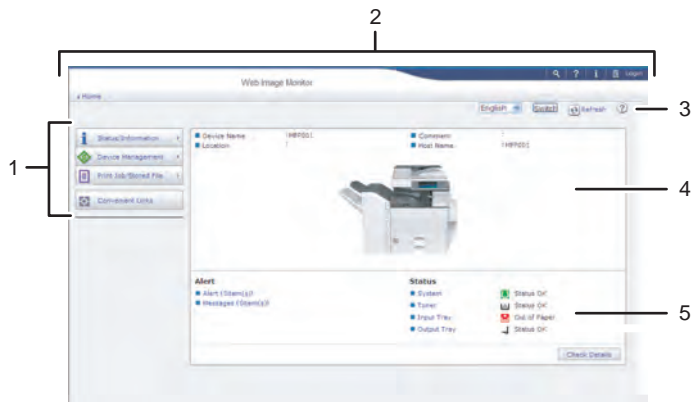 2
Web Image Monitor
Login
Home
English Switch Refresh
3
1
Status/Information
Device Management
Print Job/Stored File
Convenient Links
Device Name : MFP001
Location :
Comment :
Host Name : MFP001
4
Alert
Alert (1item(s))
Messages (0item(s))
Status
System Status OK
Toner Status OK
Input Tray Out of Paper
Output Tray Status OK
5
Check Details